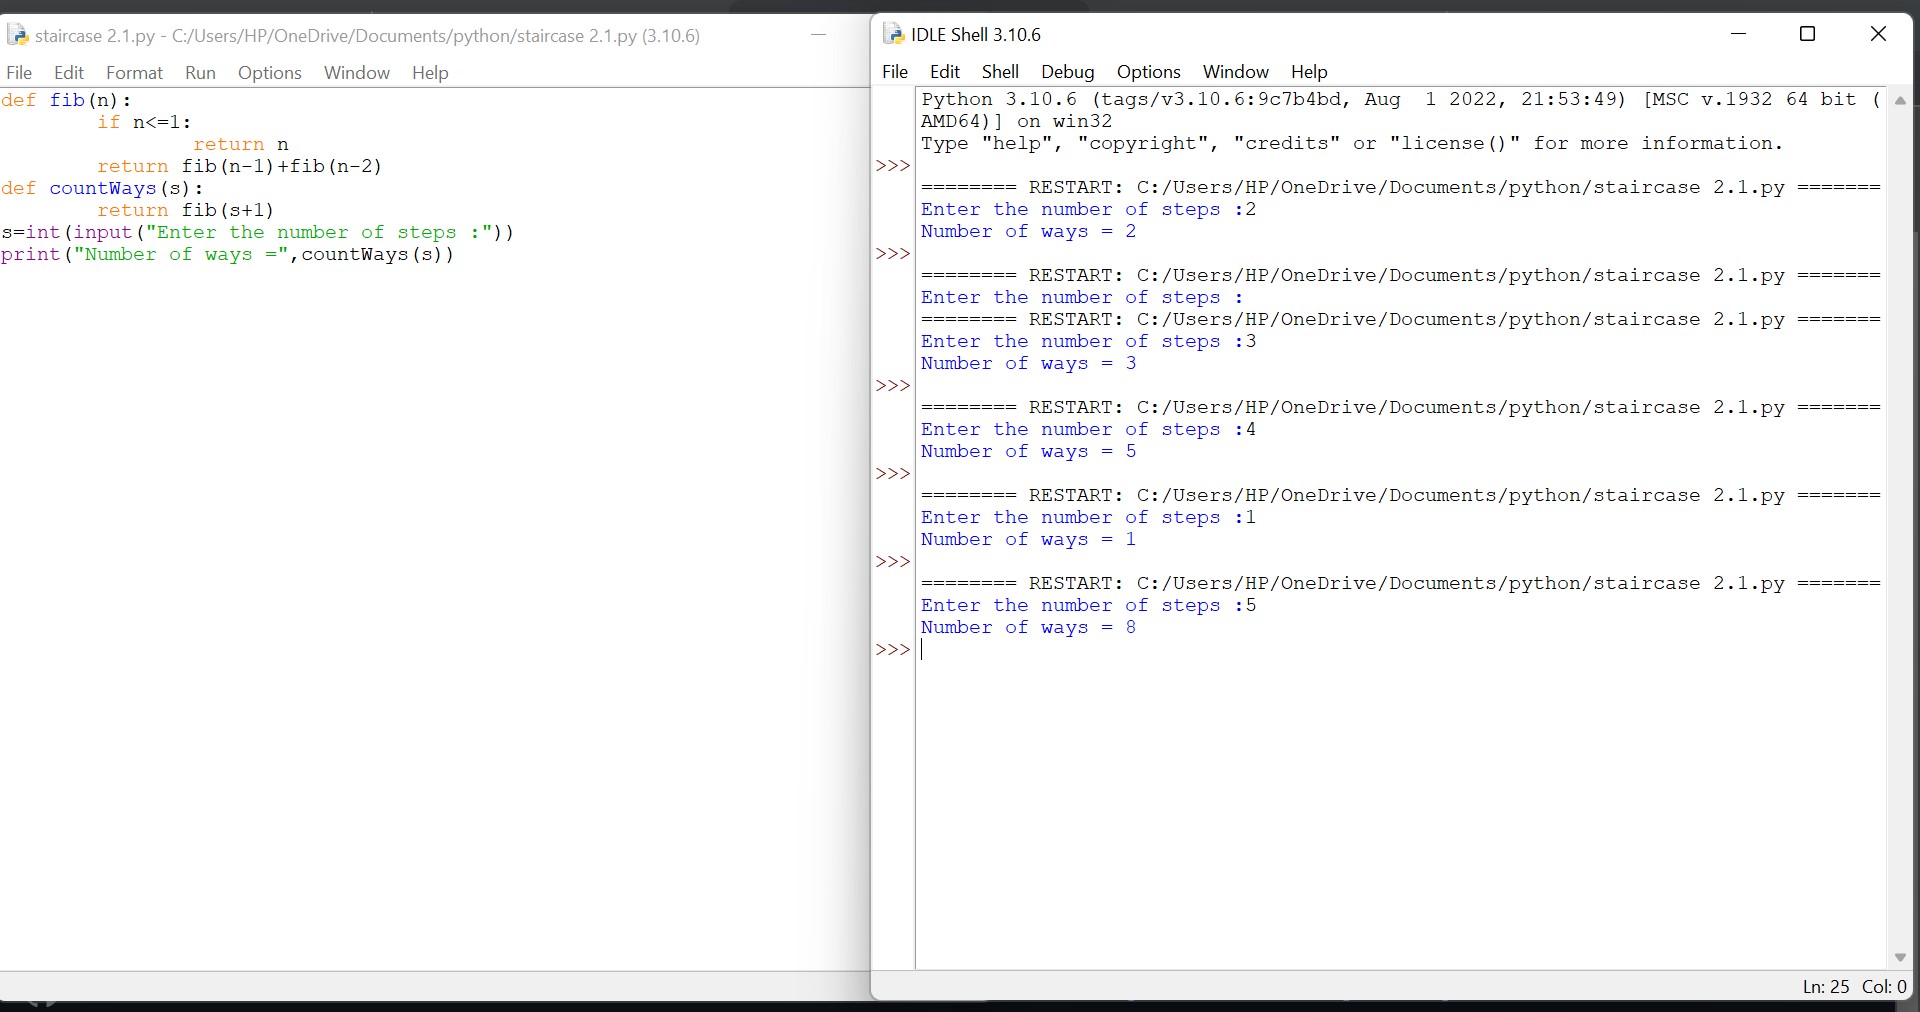 staircase 2.1.py - C:/Users/HP/OneDrive/Documents/python/staircase 2.1.py (3.10.6)
File Edit Format Run Options Window Help
def fib(n):
        if n<=1:
                return n
        return fib(n-1)+fib(n-2)
def countWays(s):
        return fib(s+1)
s=int(input("Enter the number of steps :"))
print("Number of ways =",countWays(s))
IDLE Shell 3.10.6
File Edit Shell Debug Options Window Help
Python 3.10.6 (tags/v3.10.6:9c7b4bd, Aug  1 2022, 21:53:49) [MSC v.1932 64 bit (
AMD64)] on win32
Type "help", "copyright", "credits" or "license()" for more information.
>>>
======== RESTART: C:/Users/HP/OneDrive/Documents/python/staircase 2.1.py =======
Enter the number of steps :2
Number of ways = 2
>>>
======== RESTART: C:/Users/HP/OneDrive/Documents/python/staircase 2.1.py =======
Enter the number of steps :
======== RESTART: C:/Users/HP/OneDrive/Documents/python/staircase 2.1.py =======
Enter the number of steps :3
Number of ways = 3
>>>
======== RESTART: C:/Users/HP/OneDrive/Documents/python/staircase 2.1.py =======
Enter the number of steps :4
Number of ways = 5
>>>
======== RESTART: C:/Users/HP/OneDrive/Documents/python/staircase 2.1.py =======
Enter the number of steps :1
Number of ways = 1
>>>
======== RESTART: C:/Users/HP/OneDrive/Documents/python/staircase 2.1.py =======
Enter the number of steps :5
Number of ways = 8
>>>
Ln: 25 Col: 0